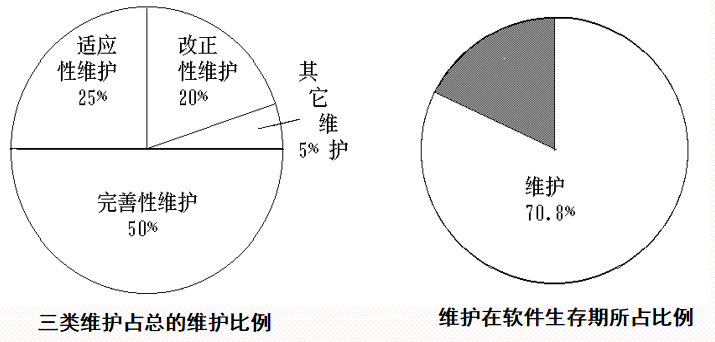 适应
性维护
25%
改正
性维护
20%
其
它
维
5% 护
完善性维护
50%
三类维护占总的维护比例
维护
70.8%
维护在软件生存期所占比例